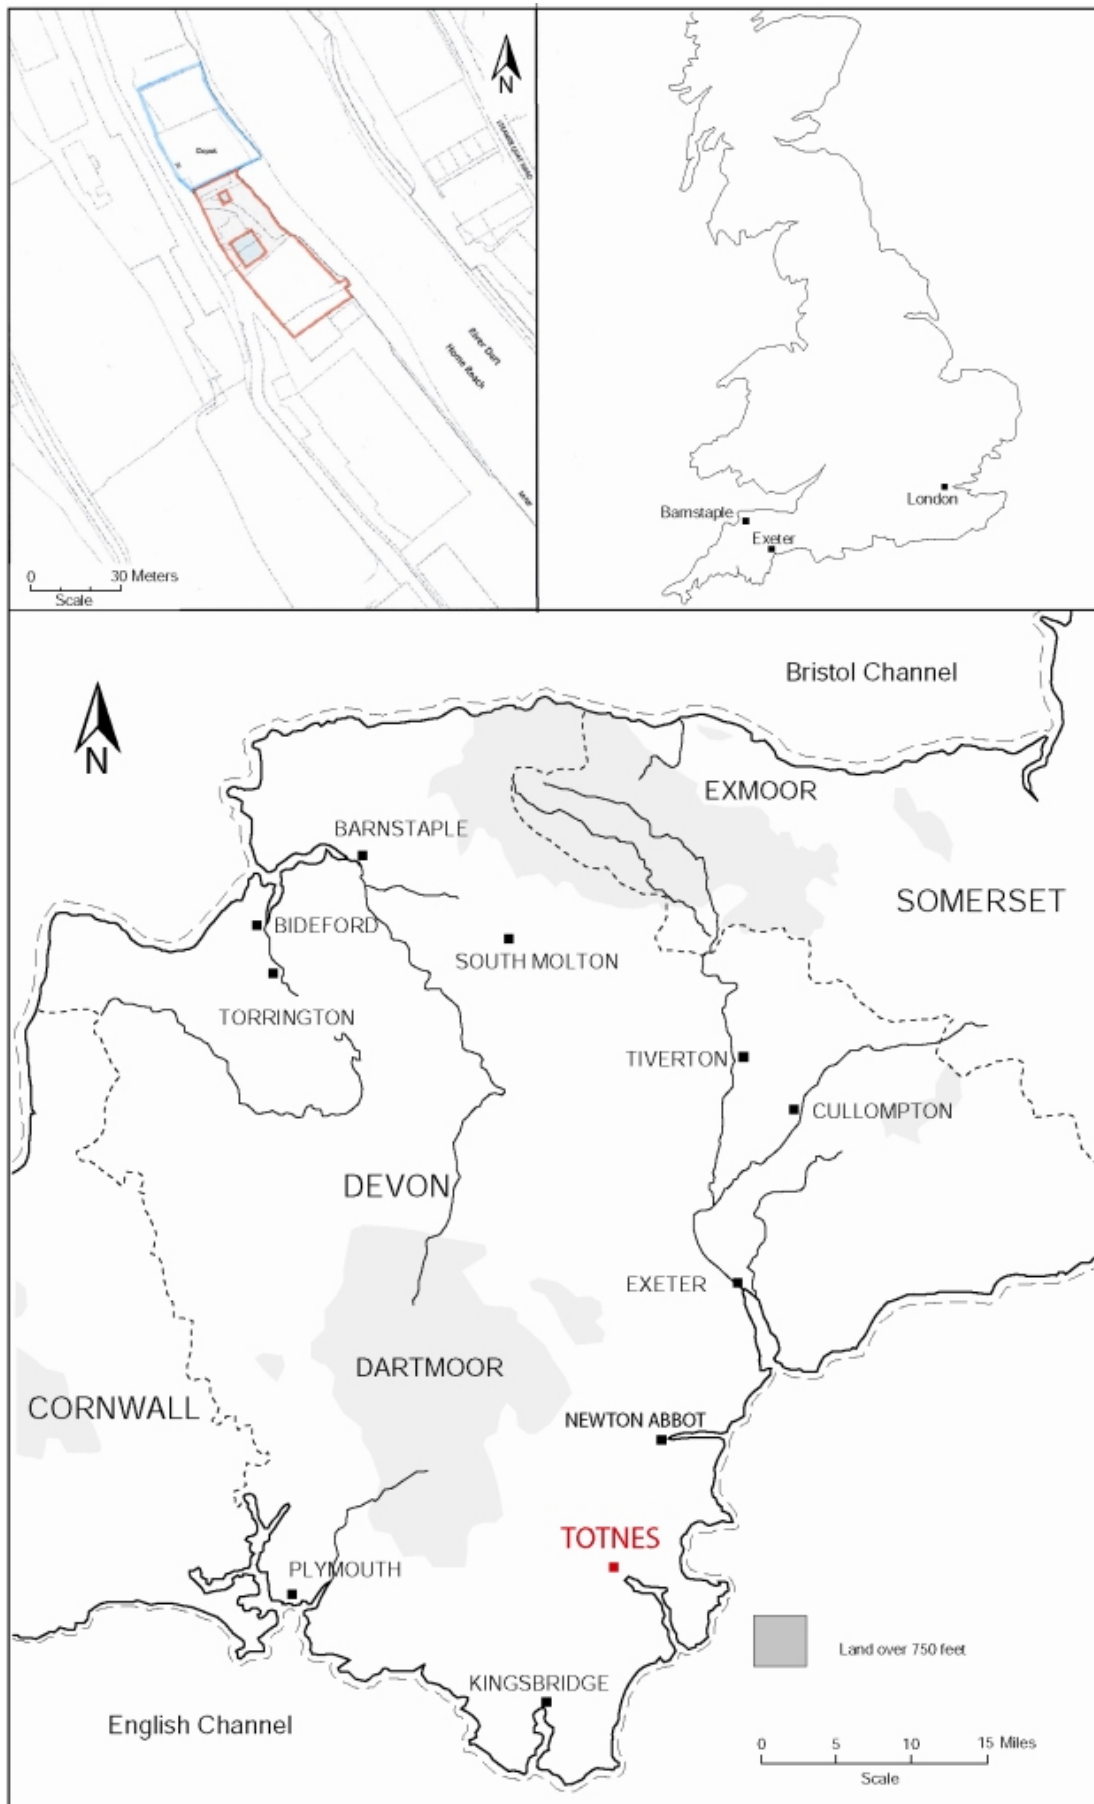 N
Depot
River Dart
Home Reach
0 30 Meters
Scale
Barnstaple
Exeter
London
Bristol Channel
N
EXMOOR
BARNSTAPLE
SOMERSET
BIDEFORD
SOUTH MOLTON
TORRINGTON
TIVERTON
CULLOMPTON
DEVON
EXETER
DARTMOOR
CORNWALL
NEWTON ABBOT
TOTNES
PLYMOUTH
Land over 750 feet
KINGSBRIDGE
English Channel
0 5 10 15 Miles
Scale